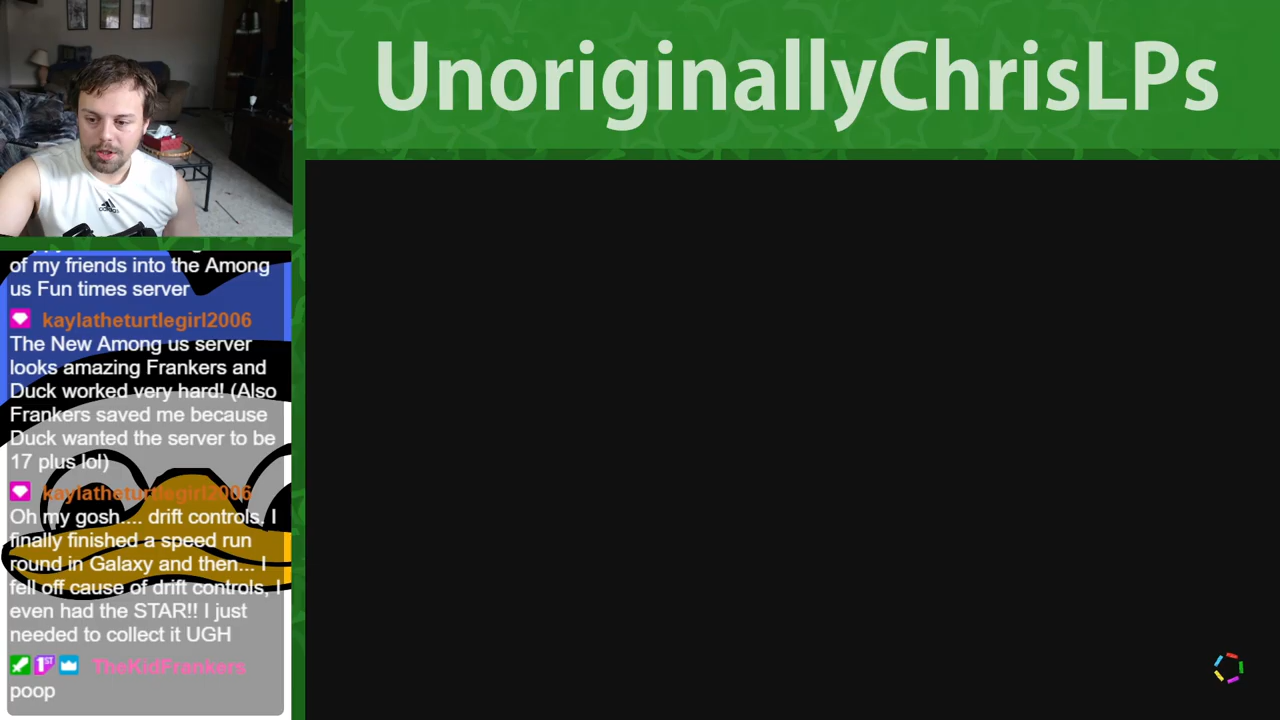 UnoriginallyChrisLPs
adidas
of my friends into the Among
us Fun times server
kaylatheturtlegirl2006
The New Among us server
looks amazing Frankers and
Duck worked very hard! (Also
Frankers saved me because
Duck wanted the server to be
17 plus lol)
kaylatheturtlegirl2006
Oh my gosh.... drift controls, I
finally finished a speed run
round in Galaxy and then... I
fell off cause of drift controls, I
even had the STAR!! I just
needed to collect it UGH
1ST TheKidFrankers
poop